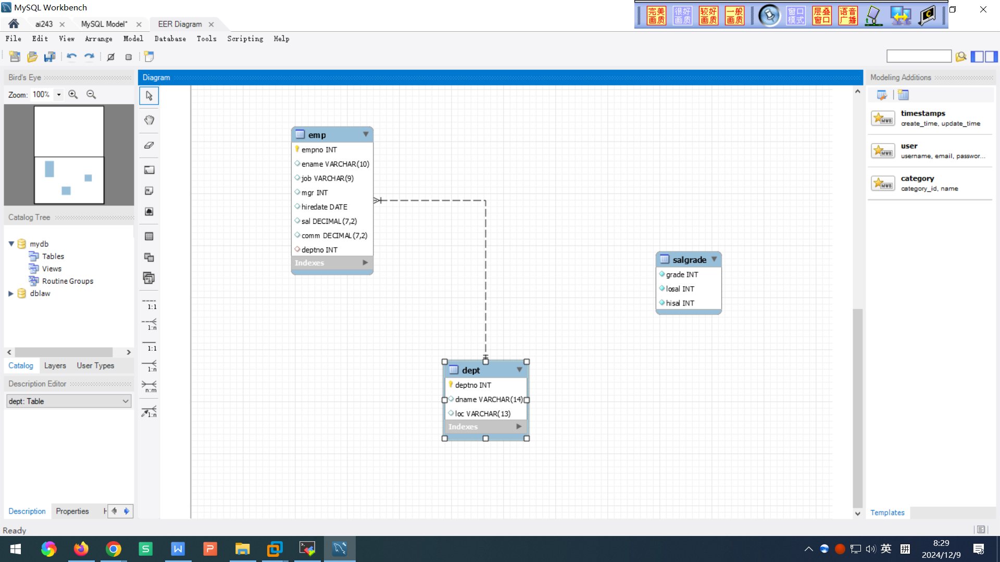 MySQL Workbench
完美画质
很好画质
较好画质
一般画质
窗口模式
层叠窗口
语音广播
ai243
MySQL Model*
EER Diagram
File Edit View Arrange Model Database Tools Scripting Help
Bird's Eye
Zoom: 100%
Catalog Tree
mydb
Tables
Views
Routine Groups
dblaw
Catalog Layers User Types
Description Editor
dept: Table
Description Properties H
Ready
Diagram
1:1
1:n
1:1
1:n
n:m
1:n
emp
empno INT
ename VARCHAR(10)
job VARCHAR(9)
mgr INT
hiredate DATE
sal DECIMAL(7,2)
comm DECIMAL(7,2)
deptno INT
Indexes
dept
deptno INT
dname VARCHAR(14)
loc VARCHAR(13)
Indexes
salgrade
grade INT
losal INT
hisal INT
Modeling Additions
MWB
timestamps
create_time, update_time
MWB
user
username, email, passwor...
MWB
category
category_id, name
Templates
S
W
P
英
拼
8:29
2024/12/9